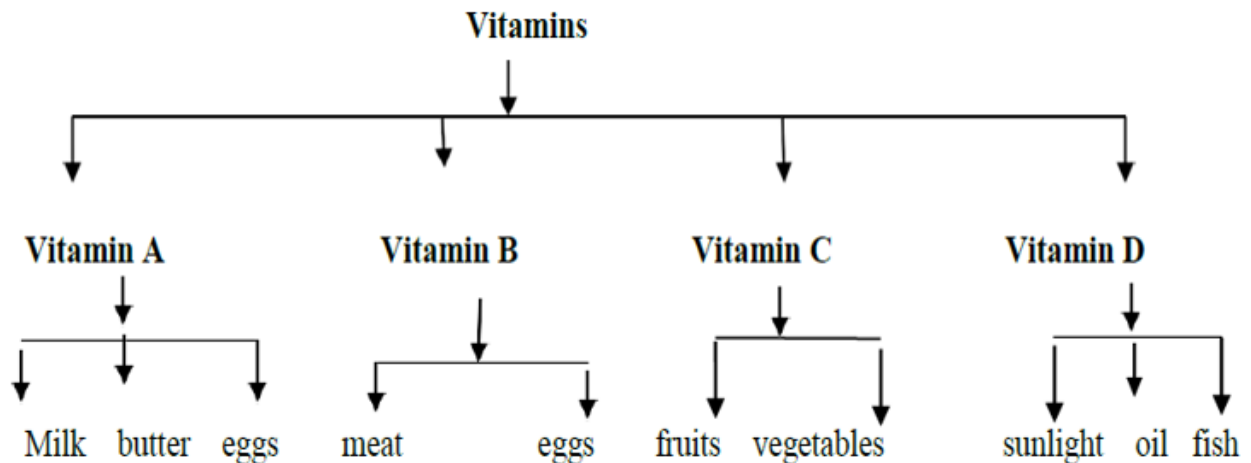 Vitamins
Vitamin A Vitamin B Vitamin C Vitamin D
Milk butter eggs meat eggs fruits vegetables sunlight oil fish